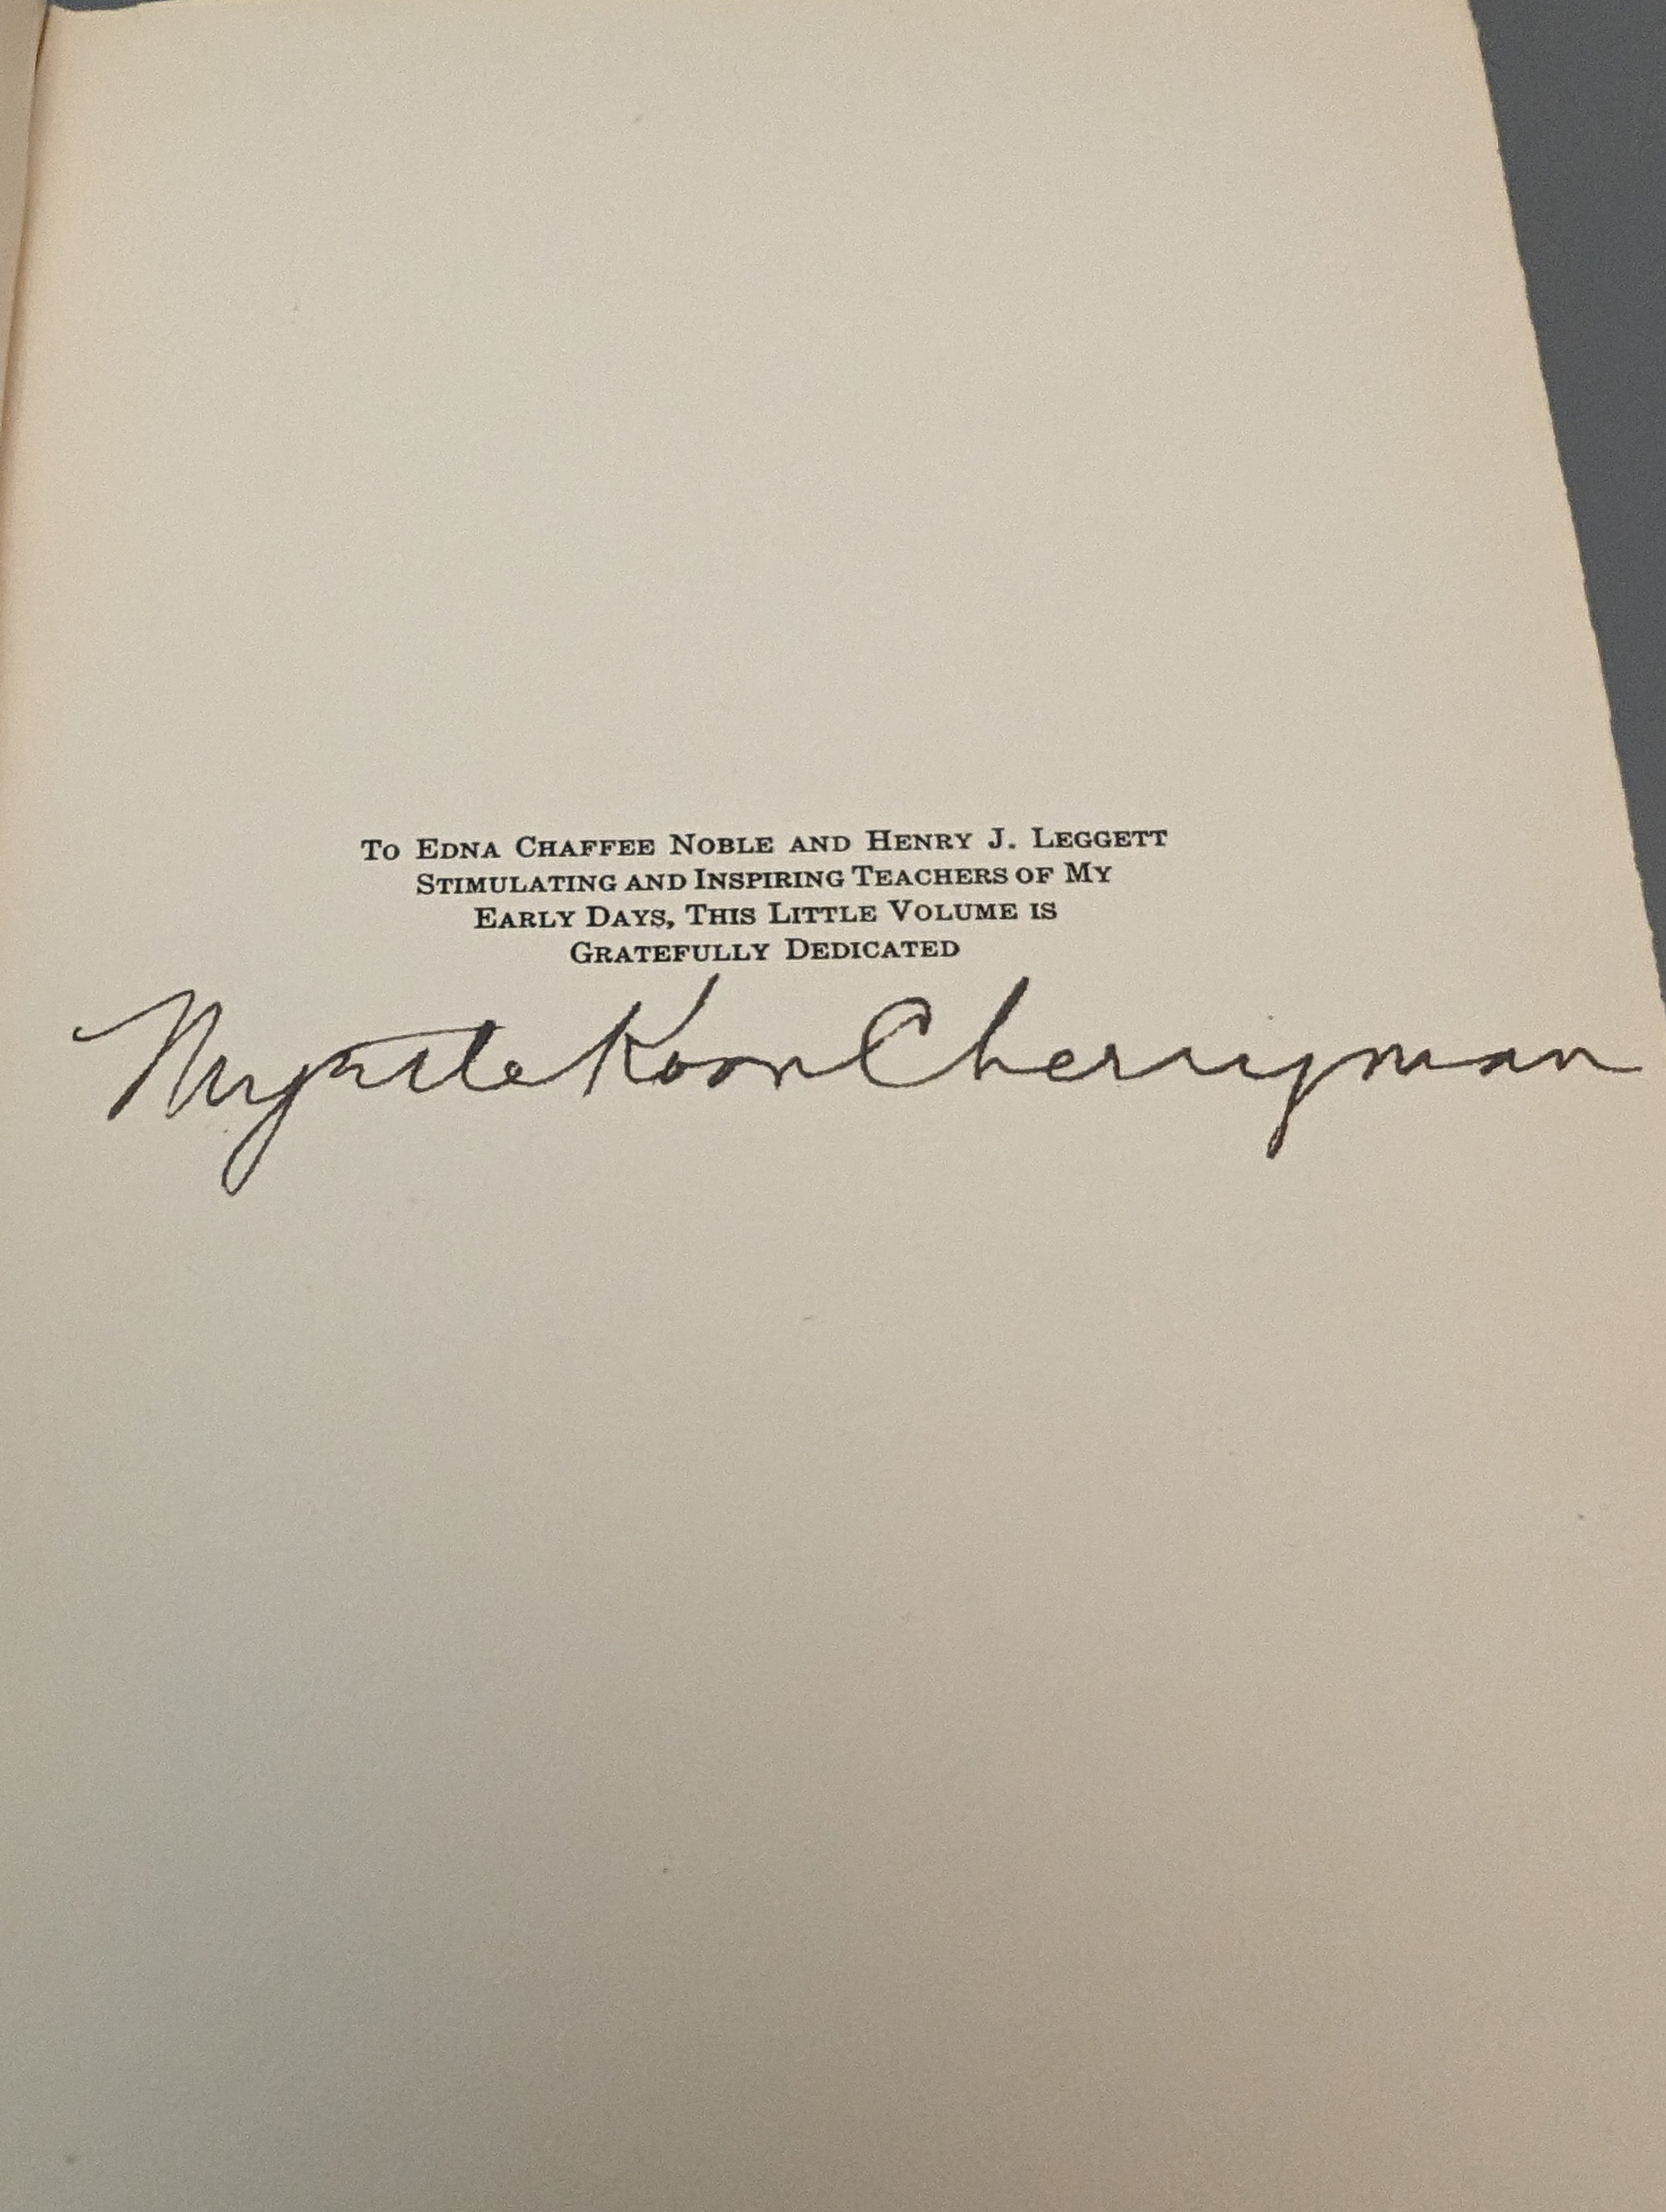 To Edna Chaffee Noble and Henry J. Leggett
Stimulating and Inspiring Teachers of My
Early Days, This Little Volume is
Gratefully Dedicated
Myrtle Koon Cherryman